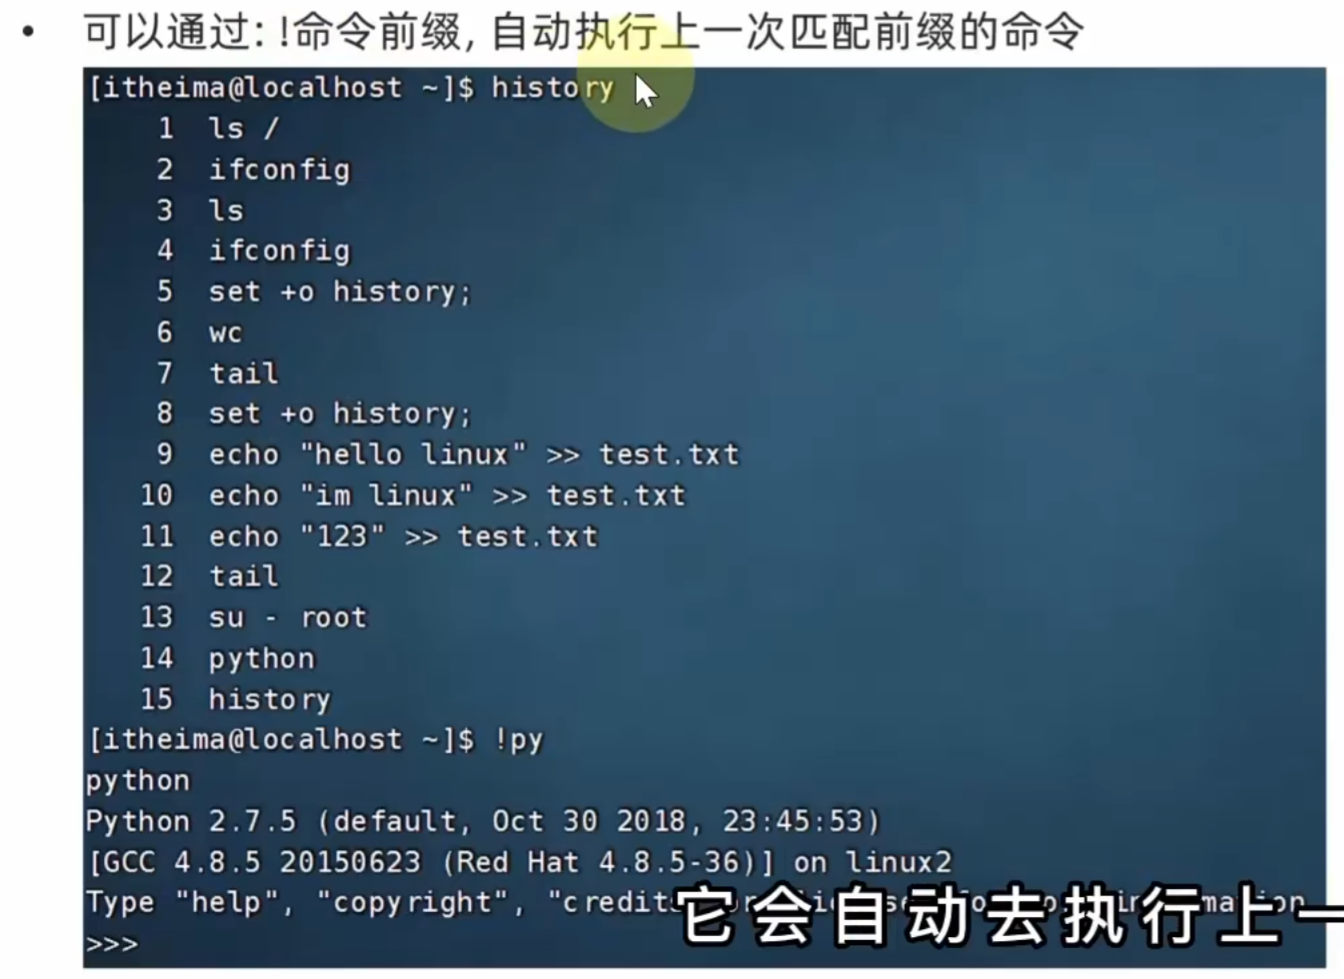 • 可以通过: !命令前缀, 自动执行上一次匹配前缀的命令
[itheima@localhost ~]$ history
1 ls /
2 ifconfig
3 ls
4 ifconfig
5 set +o history;
6 wc
7 tail
8 set +o history;
9 echo "hello linux" >> test.txt
10 echo "im linux" >> test.txt
11 echo "123" >> test.txt
12 tail
13 su - root
14 python
15 history
[itheima@localhost ~]$ !py
python
Python 2.7.5 (default, Oct 30 2018, 23:45:53)
[GCC 4.8.5 20150623 (Red Hat 4.8.5-36)] on linux2
Type "help", "copyright", "credits
>>>
它会自动去执行上一